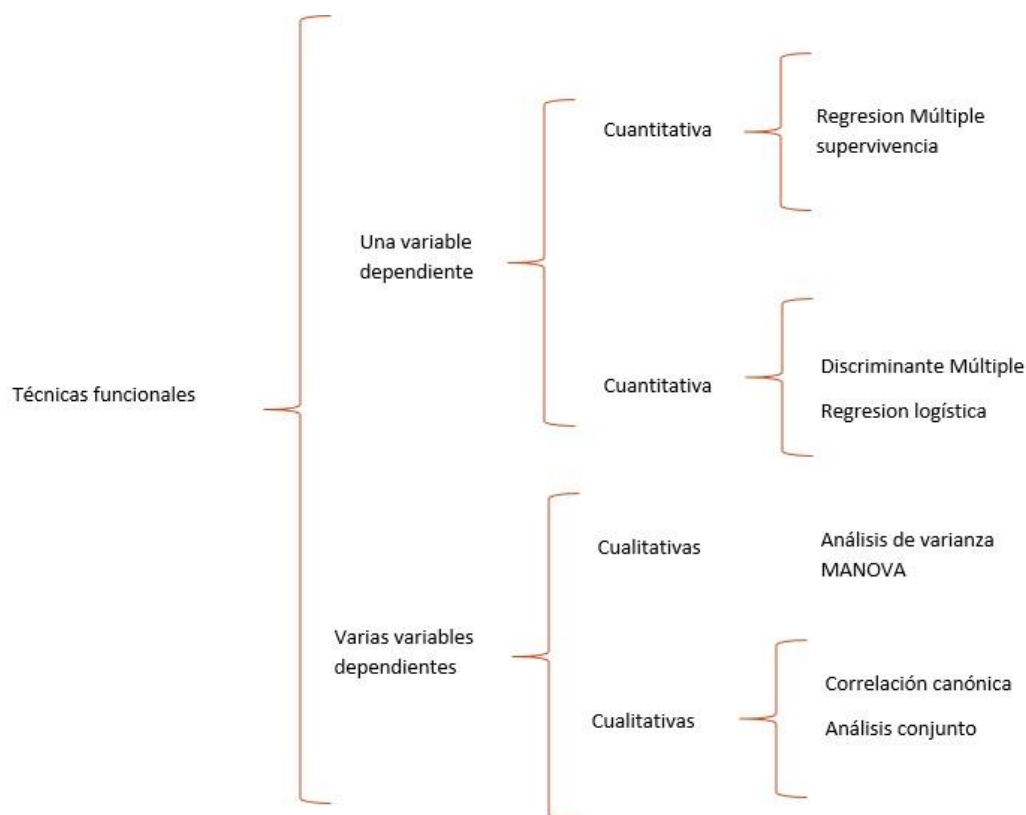 Técnicas funcionales
Una variable
dependiente
Cuantitativa
Regresion Múltiple
supervivencia
Cuantitativa
Discriminante Múltiple
Regresion logística
Varias variables
dependientes
Cualitativas
Análisis de varianza
MANOVA
Cualitativas
Correlación canónica
Análisis conjunto